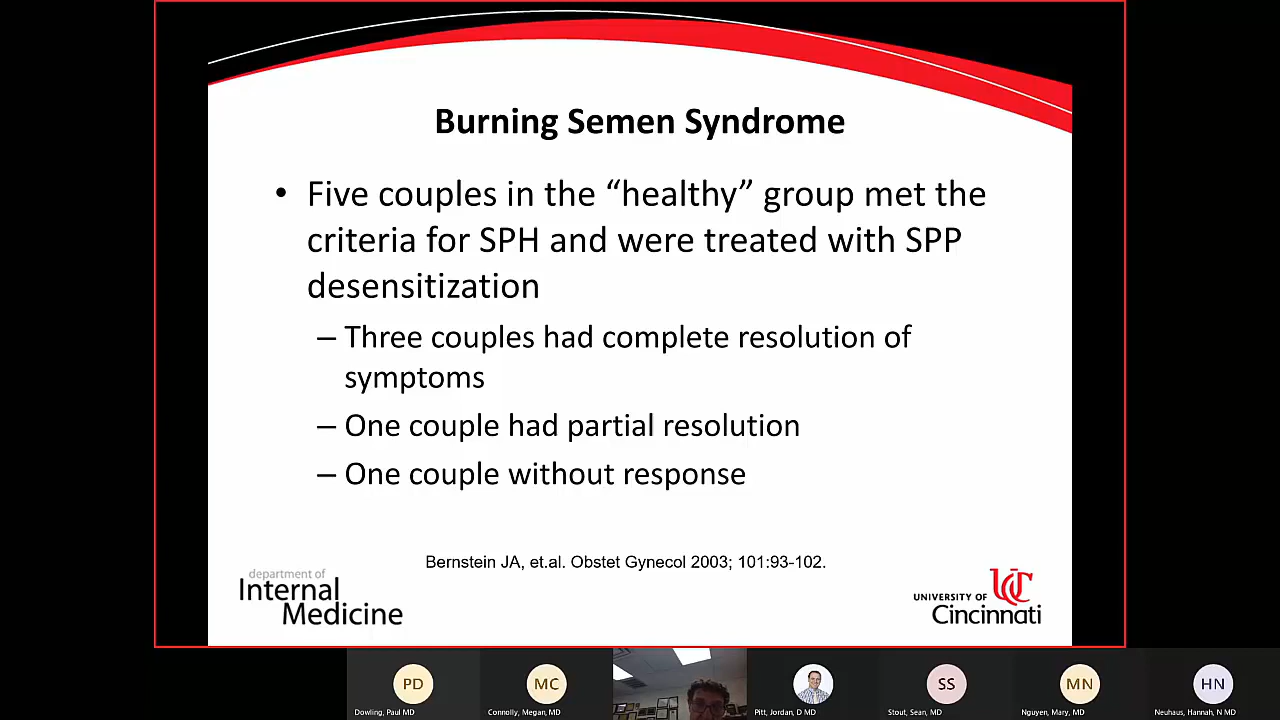 Burning Semen Syndrome
• Five couples in the “healthy” group met the
criteria for SPH and were treated with SPP
desensitization
– Three couples had complete resolution of
symptoms
– One couple had partial resolution
– One couple without response
Bernstein JA, et.al. Obstet Gynecol 2003; 101:93-102.
department of
Internal
Medicine
UC
UNIVERSITY OF
Cincinnati
PD
MC
SS
MN
HN
Dowling, Paul MD
Connolly, Megan, MD
Pitt, Jordan, D MD
Stout, Sean, MD
Nguyen, Mary, MD
Neuhaus, Hannah, N MD